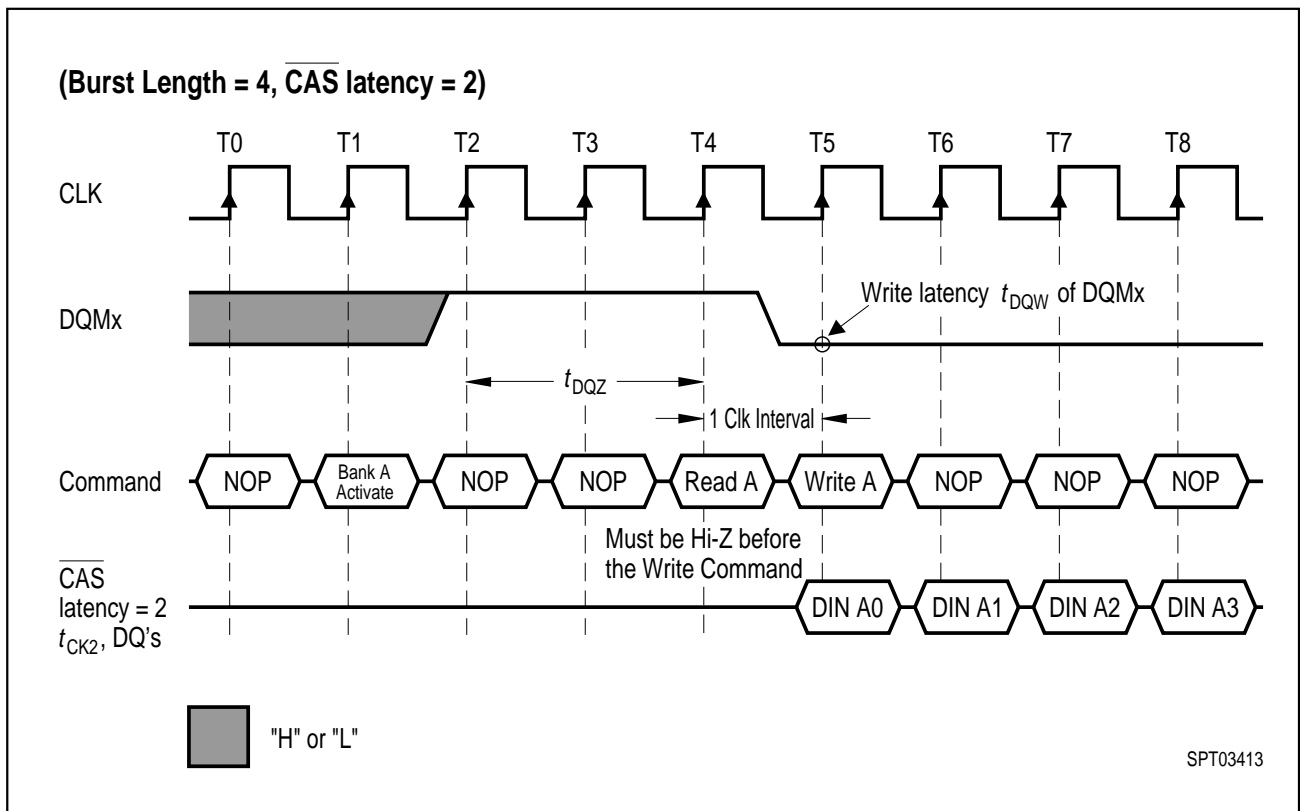 (Burst Length = 4, CAS latency = 2)
T0 T1 T2 T3 T4 T5 T6 T7 T8
CLK
Write latency tDQW of DQMx
DQMx
tDQZ
1 Clk Interval
Command NOP Bank A Activate NOP NOP Read A Write A NOP NOP NOP
Must be Hi-Z before
the Write Command
CAS
latency = 2
tCK2, DQ's
DIN A0 DIN A1 DIN A2 DIN A3
"H" or "L"
SPT03413